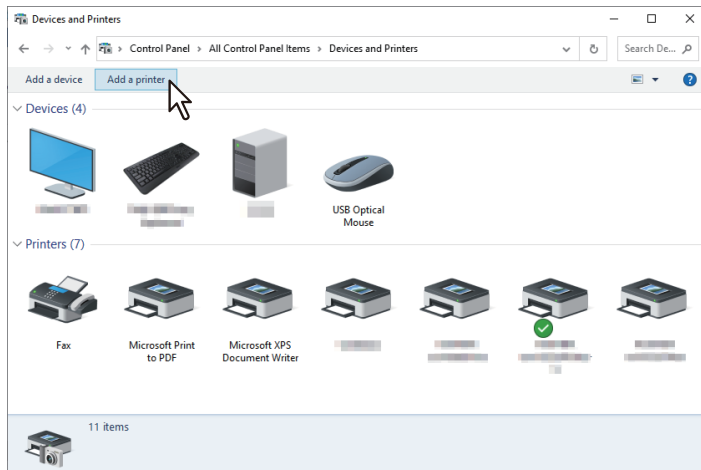 Devices and Printers
Control Panel > All Control Panel Items > Devices and Printers
Search De...
Add a device Add a printer
Devices (4)
USB Optical
Mouse
Printers (7)
Fax
Microsoft Print
to PDF
Microsoft XPS
Document Writer
11 items